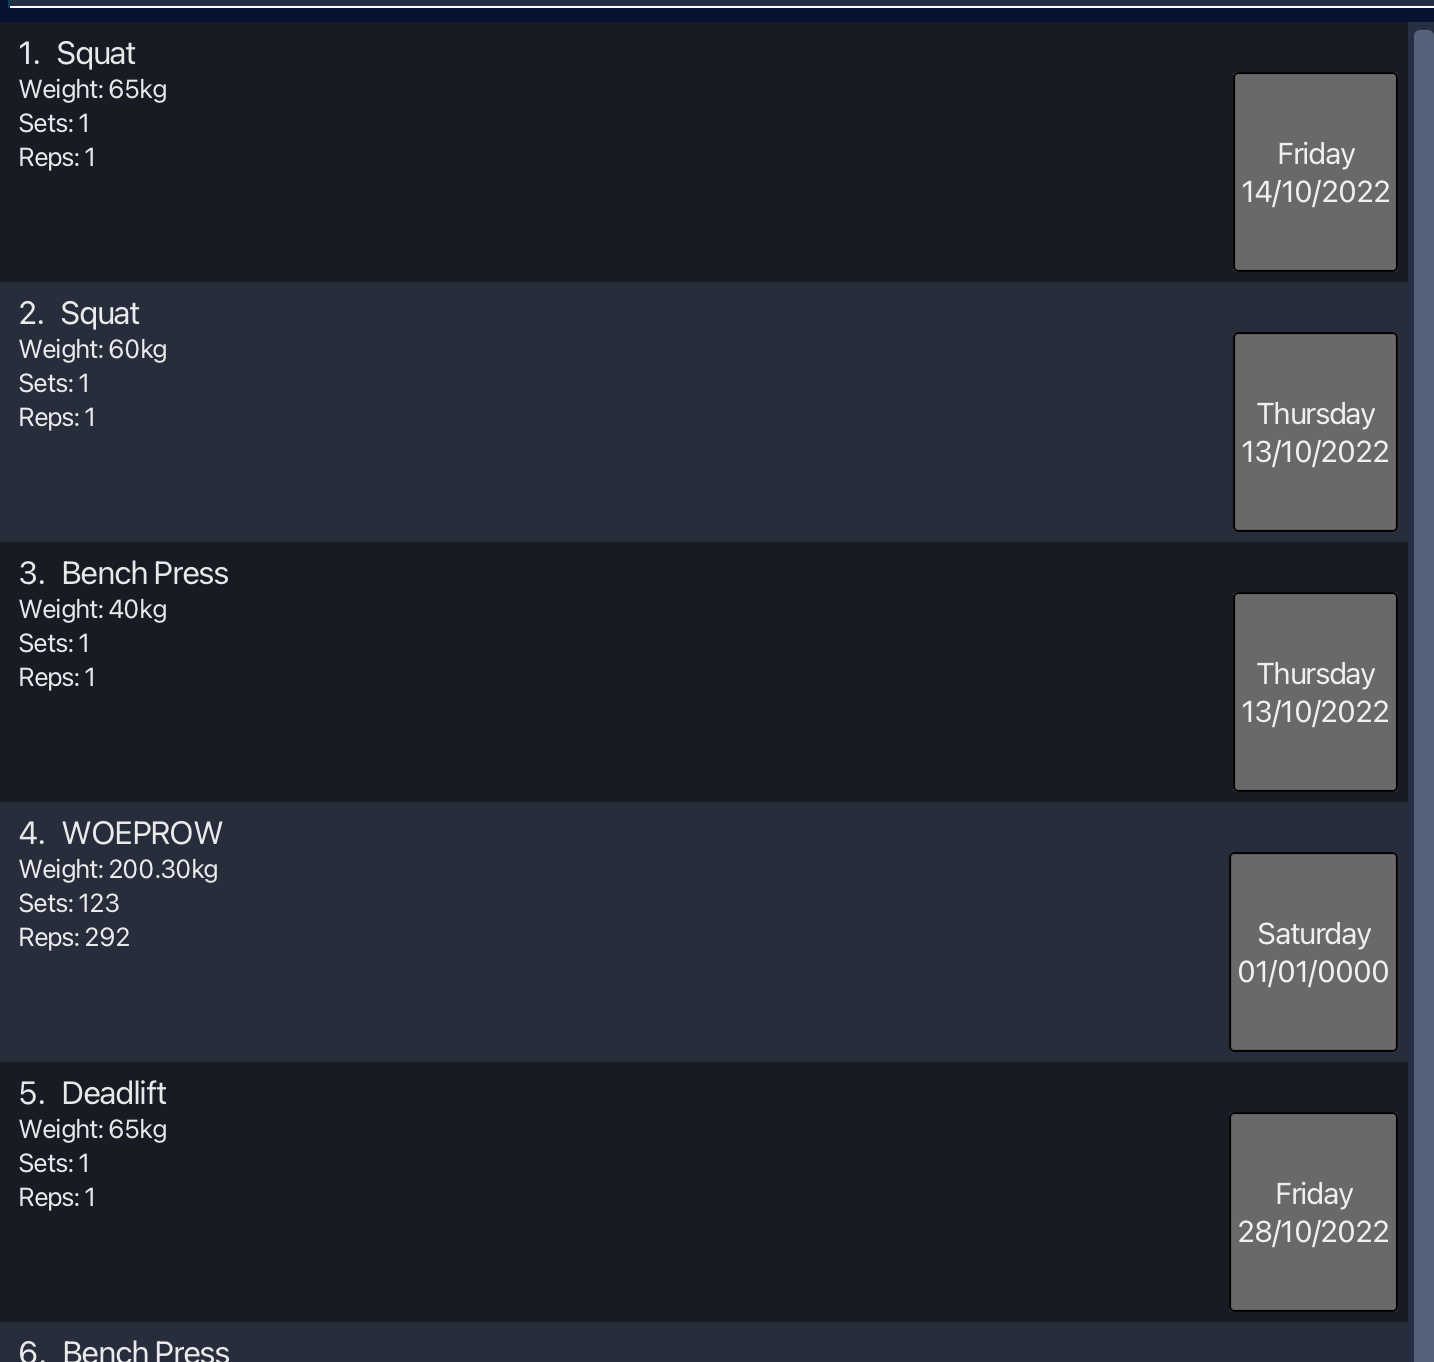 1. Squat
Weight: 65kg
Sets: 1
Reps: 1
Friday
14/10/2022
2. Squat
Weight: 60kg
Sets: 1
Reps: 1
Thursday
13/10/2022
3. Bench Press
Weight: 40kg
Sets: 1
Reps: 1
Thursday
13/10/2022
4. WOEPROW
Weight: 200.30kg
Sets: 123
Reps: 292
Saturday
01/01/0000
5. Deadlift
Weight: 65kg
Sets: 1
Reps: 1
Friday
28/10/2022
6. Bench Press